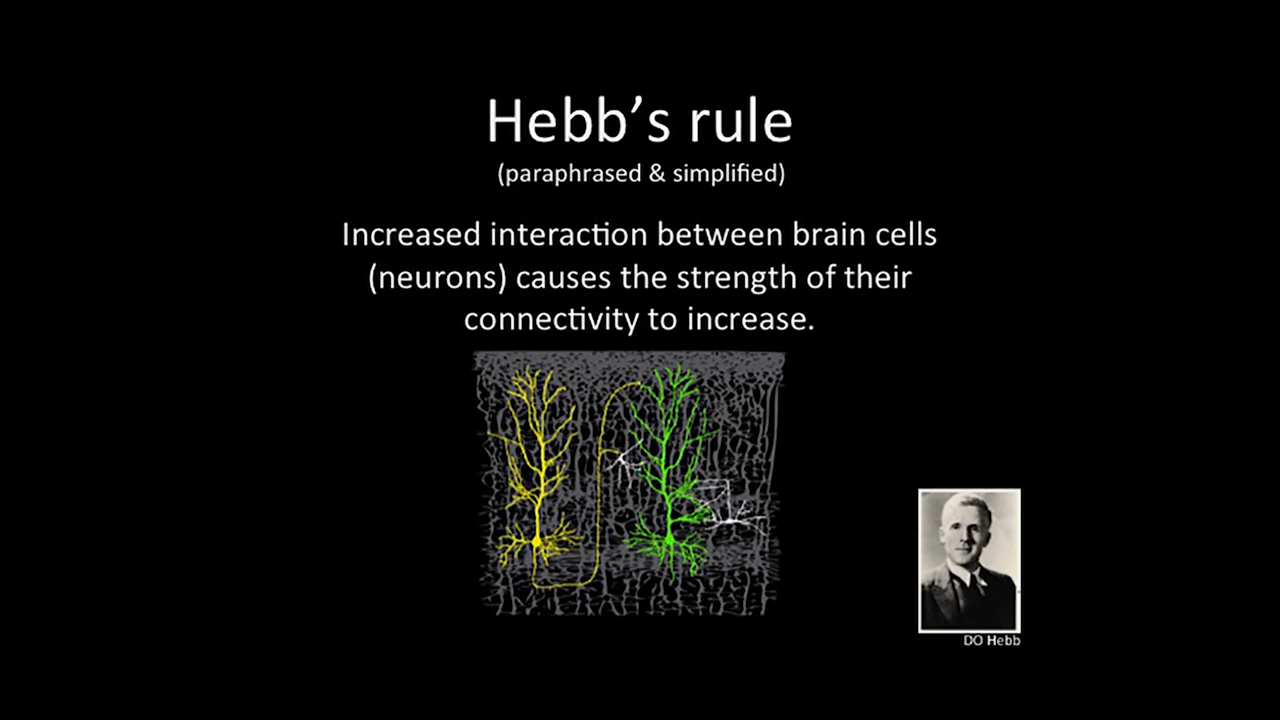 Hebb’s rule
(paraphrased & simplified)
Increased interaction between brain cells
(neurons) causes the strength of their
connectivity to increase.
DO Hebb